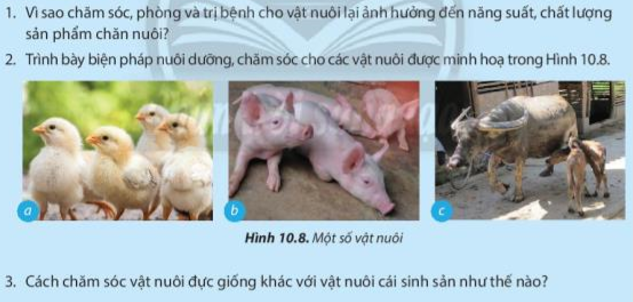 1. Vì sao chăm sóc, phòng và trị bệnh cho vật nuôi lại ảnh hưởng đến năng suất, chất lượng
sản phẩm chăn nuôi?
2. Trình bày biện pháp nuôi dưỡng, chăm sóc cho các vật nuôi được minh hoạ trong Hình 10.8.
a
b
c
Hình 10.8. Một số vật nuôi
3. Cách chăm sóc vật nuôi đực giống khác với vật nuôi cái sinh sản như thế nào?